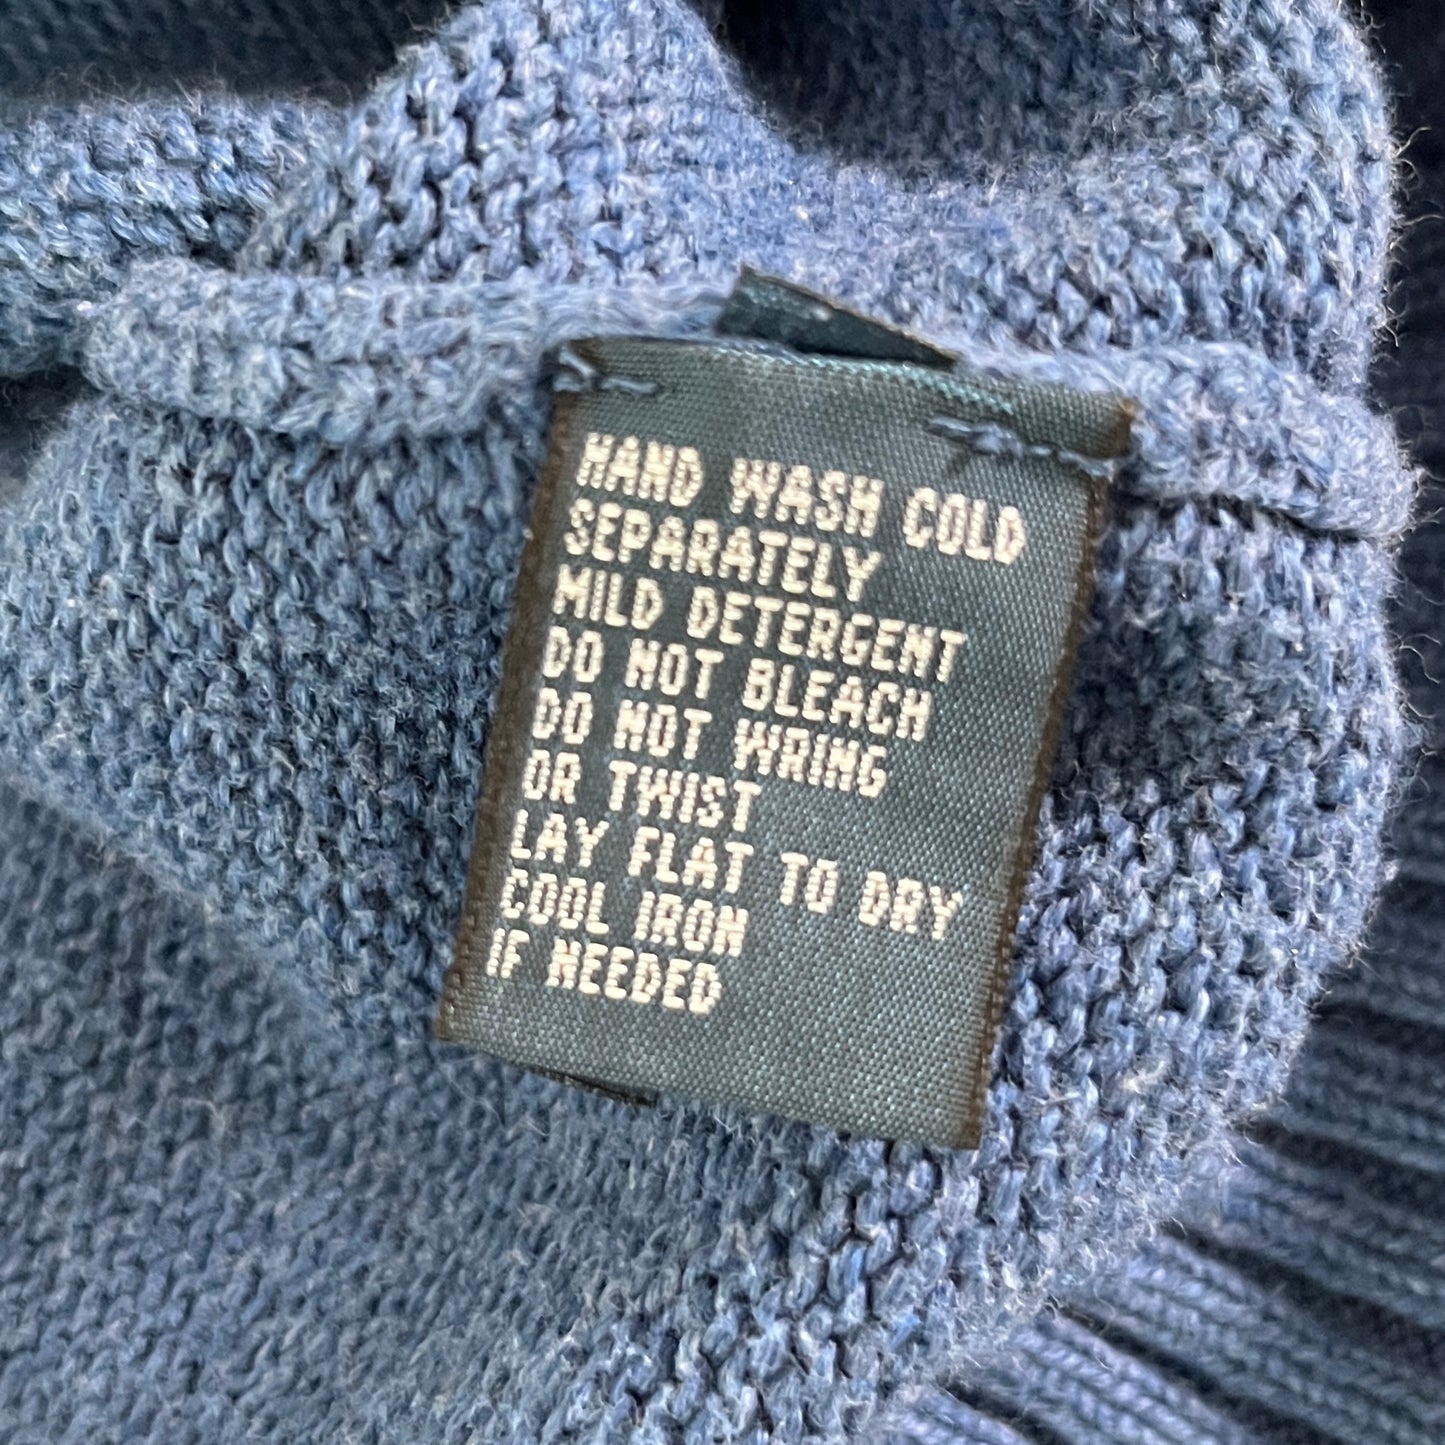 HAND WASH COLD
SEPARATELY
MILD DETERGENT
DO NOT BLEACH
DO NOT WRING
OR TWIST
LAY FLAT TO DRY
COOL IRON
IF NEEDED